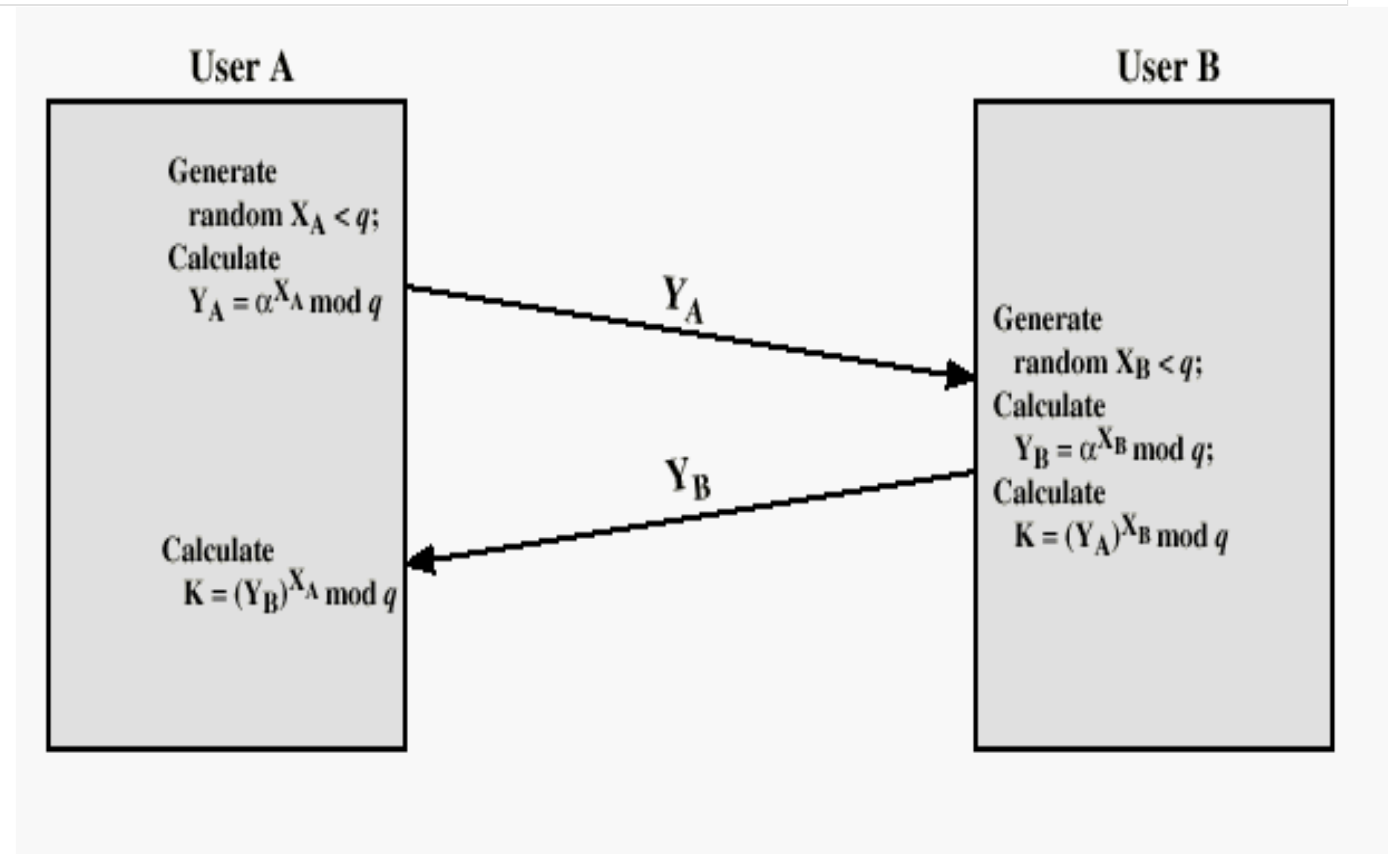 User A
Generate
random X_A < q;
Calculate
Y_A = α^X_A mod q
Calculate
K = (Y_B)^X_A mod q
Y_A
Y_B
User B
Generate
random X_B < q;
Calculate
Y_B = α^X_B mod q;
Calculate
K = (Y_A)^X_B mod q